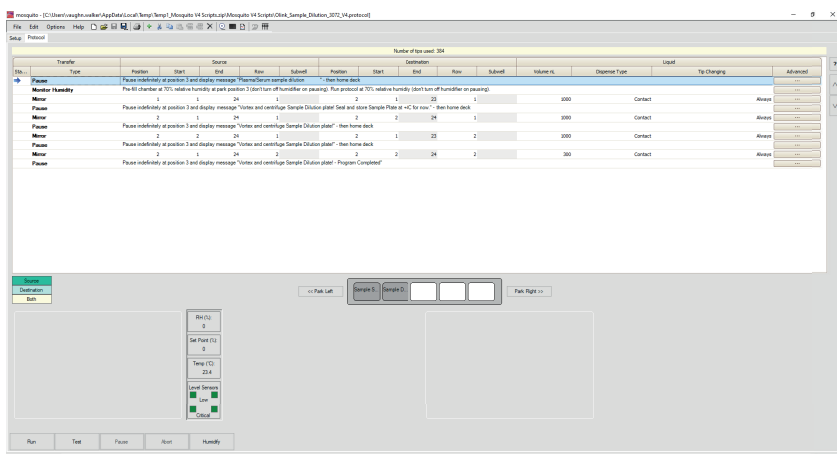 mosquito - [C:\Users\vaughn.walker\AppData\Local\Temp\Temp1_Mosquito V4 Scripts.zip\Mosquito V4 Scripts\Olink_Sample_Dilution_3072_V4.protocol]
File Edit Options Help
Setup Protocol
Number of tips used: 384
Transfer Source Destination Liquid
Sta... Type Position Start End Row Subwell Position Start End Row Subwell Volume nL Dispense Type Tip Changing Advanced
Pause Pause indefinitely at position 3 and display message "Plasma/Serum sample dilution " - then home deck ...
Monitor Humidity Pre-fill chamber at 70% relative humidity at park position 3 (don't turn off humidifier on pausing). Run protocol at 70% relative humidity (don't turn off humidifier on pausing). ...
Mirror 1 1 24 1 2 1 23 1 1000 Contact Always ...
Pause Pause indefinitely at position 3 and display message "Vortex and centrifuge Sample Dilution plate! Seal and store Sample Plate at +4C for now." - then home deck ...
Mirror 2 1 24 1 2 2 24 1 1000 Contact Always ...
Pause Pause indefinitely at position 3 and display message "Vortex and centrifuge Sample Dilution plate!" - then home deck ...
Mirror 2 2 24 1 2 1 23 2 1000 Contact Always ...
Pause Pause indefinitely at position 3 and display message "Vortex and centrifuge Sample Dilution plate!" - then home deck ...
Mirror 2 1 24 2 2 2 24 2 300 Contact Always ...
Pause Pause indefinitely at position 3 and display message "Vortex and centrifuge Sample Dilution plate! - Program Completed" ...
Source
Destination
Both
<< Park Left Sample S... Sample D... Park Right >>
RH (%):
0
Set Point (%):
0
Temp (°C):
23.4
Level Sensors
Low
Critical
Run Test Pause Abort Humidify